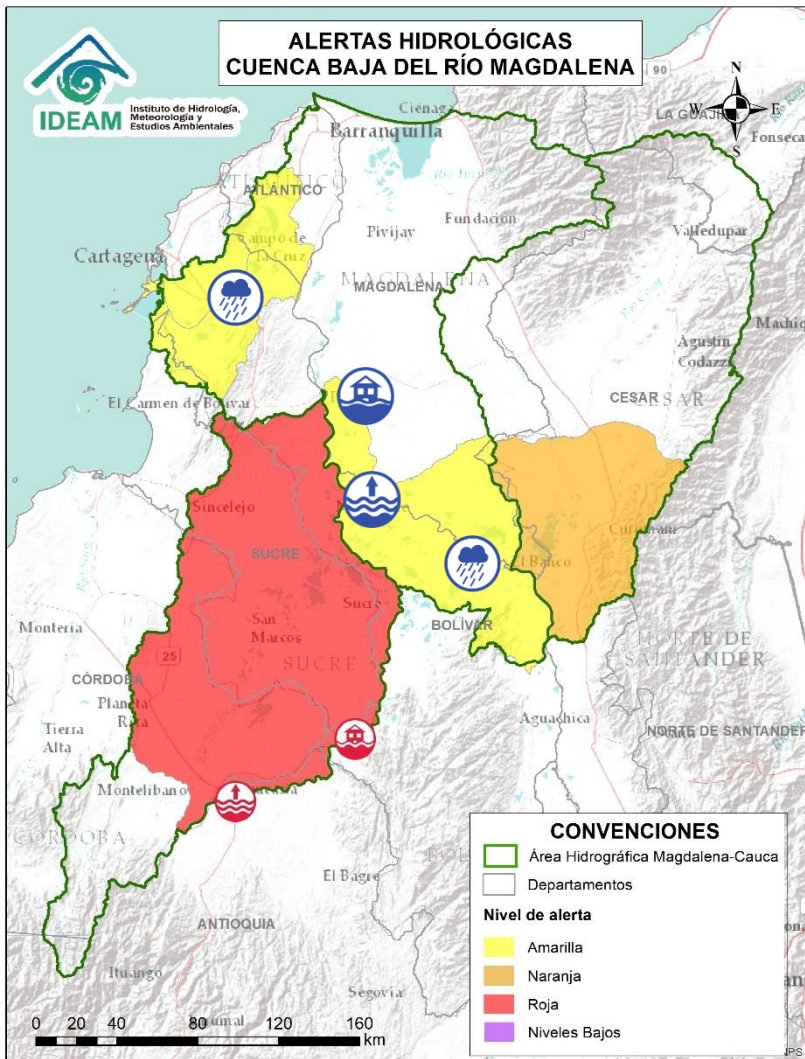 ALERTAS HIDROLÓGICAS
CUENCA BAJA DEL RÍO MAGDALENA
IDEAM
Instituto de Hidrología,
Meteorología y
Estudios Ambientales
N
W
E
S
90
Ciénaga
LA GUAJIRA
Barranquilla
Fonseca
ATLÁNTICO
Fundación
Pivijay
Valledupar
Campo de
la Cruz
Cartagena
MAGDALENA
MAGDALENA
Agustín
Codazzi
El Carmen de Bolívar
CESAR
CESAR
Sincelejo
Curumaní
SUCRE
El Banco
Sucre
San
Marcos
BOLÍVAR
Montería
SUCRE
NORTE DE
SANTANDER
25
CÓRDOBA
Planeta
Rica
Tierra
Alta
Aguachica
NORTE DE SANTANDER
Montelíbano
CÓRDOBA
El Bagre
ANTIOQUIA
Ituango
Segovia
0 20 40 80 120 160
km
CONVENCIONES
Área Hidrográfica Magdalena-Cauca
Departamentos
Nivel de alerta
Amarilla
Naranja
Roja
Niveles Bajos